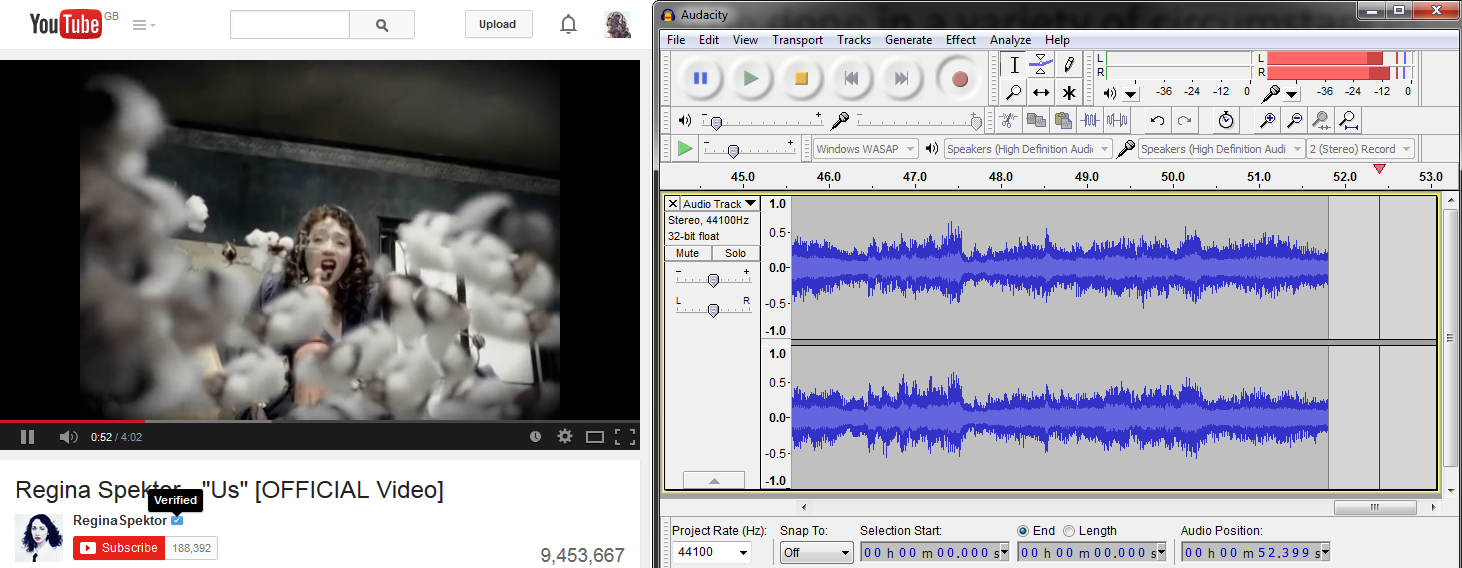 YouTube GB
Upload
0:52 / 4:02
Regina Spektor - "Us" [OFFICIAL Video]
Verified
ReginaSpektor
Subscribe 188,392
9,453,667
Audacity
File Edit View Transport Tracks Generate Effect Analyze Help
L
R
-36 -24 -12 0
L
R
-36 -24 -12 0
- +
- +
- +
Windows WASAP
Speakers (High Definition Audi
Speakers (High Definition Audi
2 (Stereo) Record
45.0 46.0 47.0 48.0 49.0 50.0 51.0 52.0 53.0
X Audio Track
Stereo, 44100Hz
32-bit float
Mute Solo
- +
L R
1.0
0.5
0.0
-0.5
-1.0
1.0
0.5
0.0
-0.5
-1.0
Project Rate (Hz): Snap To: Selection Start: End Length Audio Position:
44100 Off 00 h 00 m 00.000 s 00 h 00 m 00.000 s 00 h 00 m 52.399 s